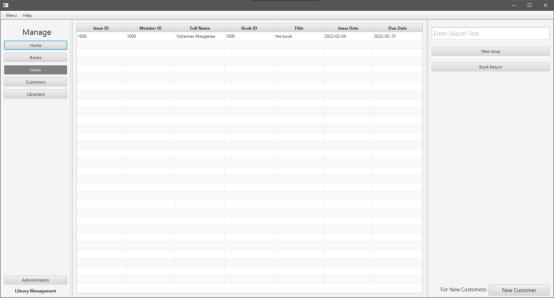 Menu Help
Manage
Home
Books
Issues
Customers
Librarians
Administrators
Library Management
Issue ID Member ID Full Name Book ID Title Issue Date Due Date
1000 1000 Yohannes Mesganaw 1000 the book 2022-02-04 2022-02-15
Enter Search Text
New Issue
Book Return
For New Customers: New Customer